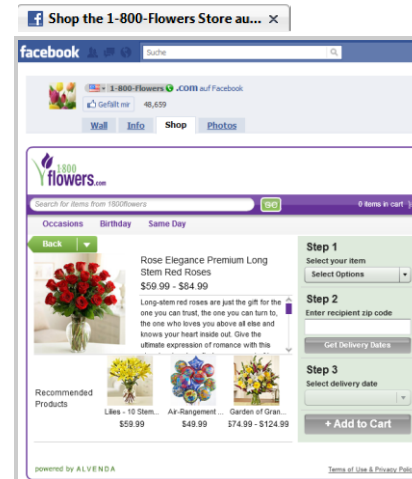 Shop the 1-800-Flowers Store au... ×
facebook
Suche
1-800-Flowers .COM auf Facebook
Gefällt mir 48,659
Wall Info Shop Photos
1·800
flowers.com
Search for items from 1800flowers
0 items in cart
Occasions Birthday Same Day
Back
Rose Elegance Premium Long
Stem Red Roses
$59.99 - $84.99
Long-stem red roses are just the gift for the
one you can trust, the one you can turn to,
the one who loves you above all else and
knows your heart inside out. Give the
ultimate expression of romance with this
Step 1
Select your item
Select Options
Step 2
Enter recipient zip code
Get Delivery Dates
Step 3
Select delivery date
+ Add to Cart
Recommended
Products
Lilies - 10 Stem...
$59.99
Air-Rangement ...
$49.99
Garden of Gran...
$74.99 - $124.99
powered by ALVENDA
Terms of Use & Privacy Polic